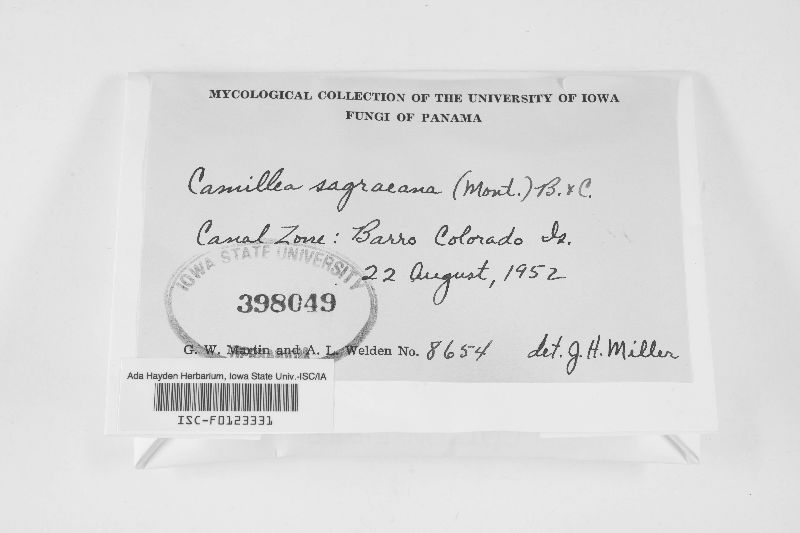 MYCOLOGICAL COLLECTION OF THE UNIVERSITY OF IOWA
FUNGI OF PANAMA
Camillea sagraeana (Mont.) B. & C.
Canal Zone: Barro Colorado Is.
22 August, 1952
IOWA STATE UNIVERSITY
398049
G. W. Martin and A. L. Welden No. 8654 det. J. H. Miller
Ada Hayden Herbarium, Iowa State Univ.-ISC/IA
ISC-F0123331